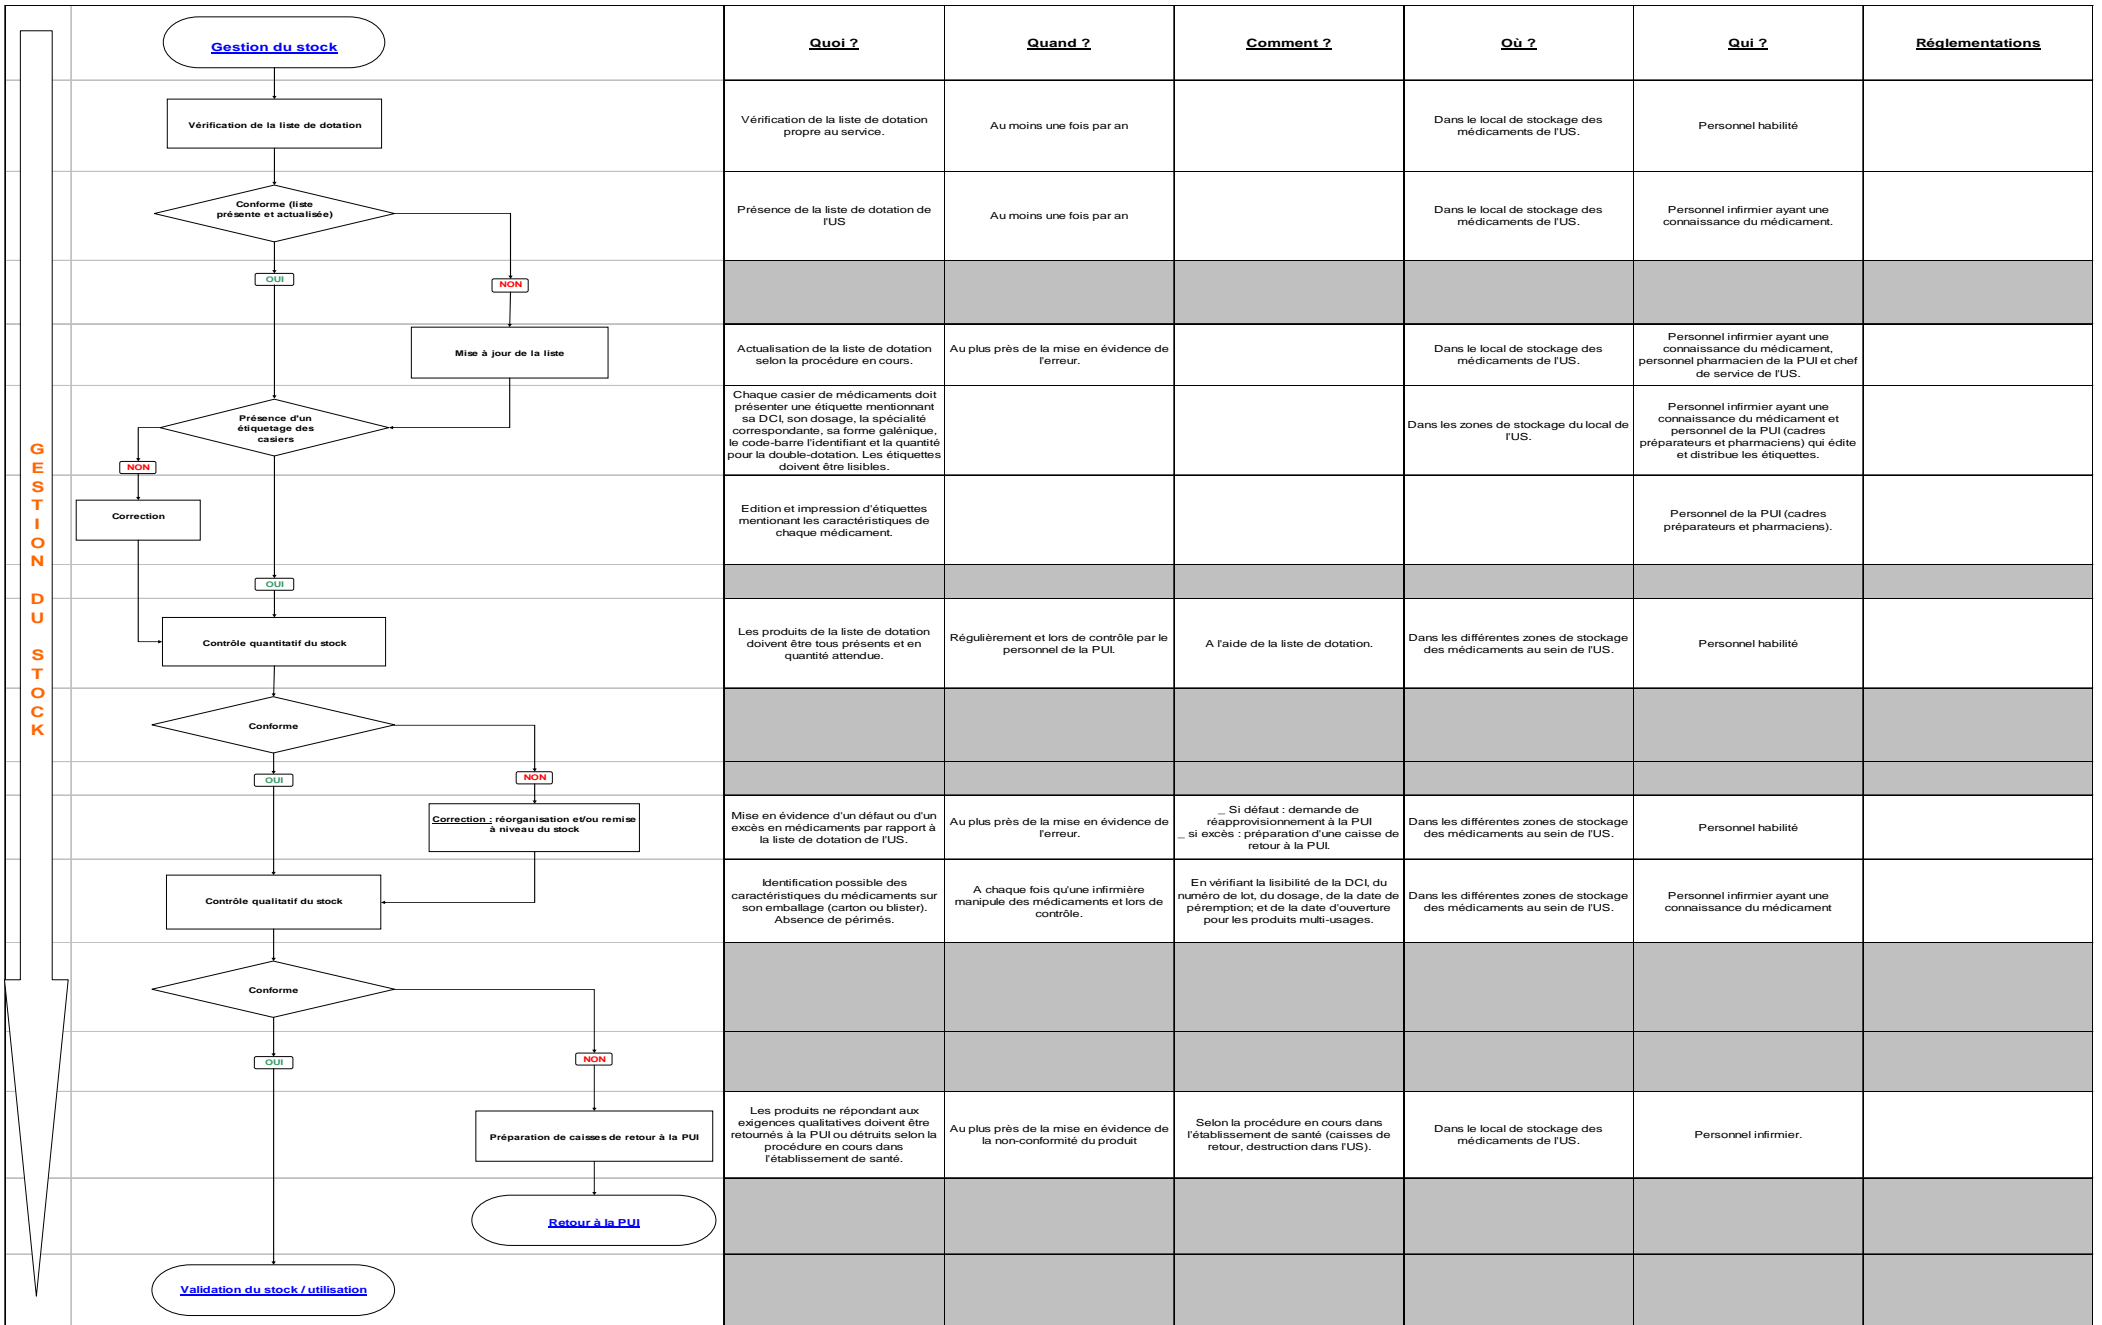 Gestion du stock
Quoi ?
Quand ?
Comment ?
Où ?
Qui ?
Réglementations
Vérification de la liste de dotation
Vérification de la liste de dotation
propre au service.
Au moins une fois par an
Dans le local de stockage des
médicaments de l'US.
Personnel habilité
Conforme (liste
présente et actualisée)
Présence de la liste de dotation de
l'US
Au moins une fois par an
Dans le local de stockage des
médicaments de l'US.
Personnel infirmier ayant une
connaissance du médicament.
OUI
NON
Mise à jour de la liste
Actualisation de la liste de dotation
selon la procédure en cours.
Au plus près de la mise en évidence de
l'erreur.
Dans le local de stockage des
médicaments de l'US.
Personnel infirmier ayant une
connaissance du médicament,
personnel pharmacien de la PUI et chef
de service de l'US.
Présence d'un
étiquetage des
casiers
Chaque casier de médicaments doit
présenter une étiquette mentionnant
sa DCI, son dosage, la spécialité
correspondante, sa forme galénique,
le code-barre l'identifiant et la quantité
pour la double-dotation. Les étiquettes
doivent être lisibles.
Dans les zones de stockage du local de
l'US.
Personnel infirmier ayant une
connaissance du médicament et
personnel de la PUI (cadres
préparateurs et pharmaciens) qui édite
et distribue les étiquettes.
NON
Correction
Edition et impression d'étiquettes
mentionant les caractéristiques de
chaque médicament.
Personnel de la PUI (cadres
préparateurs et pharmaciens).
OUI
GESTION DU STOCK
Contrôle quantitatif du stock
Les produits de la liste de dotation
doivent être tous présents et en
quantité attendue.
Régulièrement et lors de contrôle par le
personnel de la PUI.
A l'aide de la liste de dotation.
Dans les différentes zones de stockage
des médicaments au sein de l'US.
Personnel habilité
Conforme
OUI
NON
Correction : réorganisation et/ou remise
à niveau du stock
Mise en évidence d'un défaut ou d'un
excès en médicaments par rapport à
la liste de dotation de l'US.
Au plus près de la mise en évidence de
l'erreur.
_ Si défaut : demande de
réapprovisionnement à la PUI
_ si excès : préparation d'une caisse de
retour à la PUI.
Dans les différentes zones de stockage
des médicaments au sein de l'US.
Personnel habilité
Contrôle qualitatif du stock
Identification possible des
caractéristiques du médicaments sur
son emballage (carton ou blister).
Absence de périmés.
A chaque fois qu'une infirmière
manipule des médicaments et lors de
contrôle.
En vérifiant la lisibilité de la DCI, du
numéro de lot, du dosage, de la date de
péremption; et de la date d'ouverture
pour les produits multi-usages.
Dans les différentes zones de stockage
des médicaments au sein de l'US.
Personnel infirmier ayant une
connaissance du médicament
Conforme
OUI
NON
Préparation de caisses de retour à la PUI
Les produits ne répondant aux
exigences qualitatives doivent être
retournés à la PUI ou détruits selon la
procédure en cours dans
l'établissement de santé.
Au plus près de la mise en évidence de
la non-conformité du produit
Selon la procédure en cours dans
l'établissement de santé (caisses de
retour, destruction dans l'US).
Dans le local de stockage des
médicaments de l'US.
Personnel infirmier.
Retour à la PUI
Validation du stock / utilisation